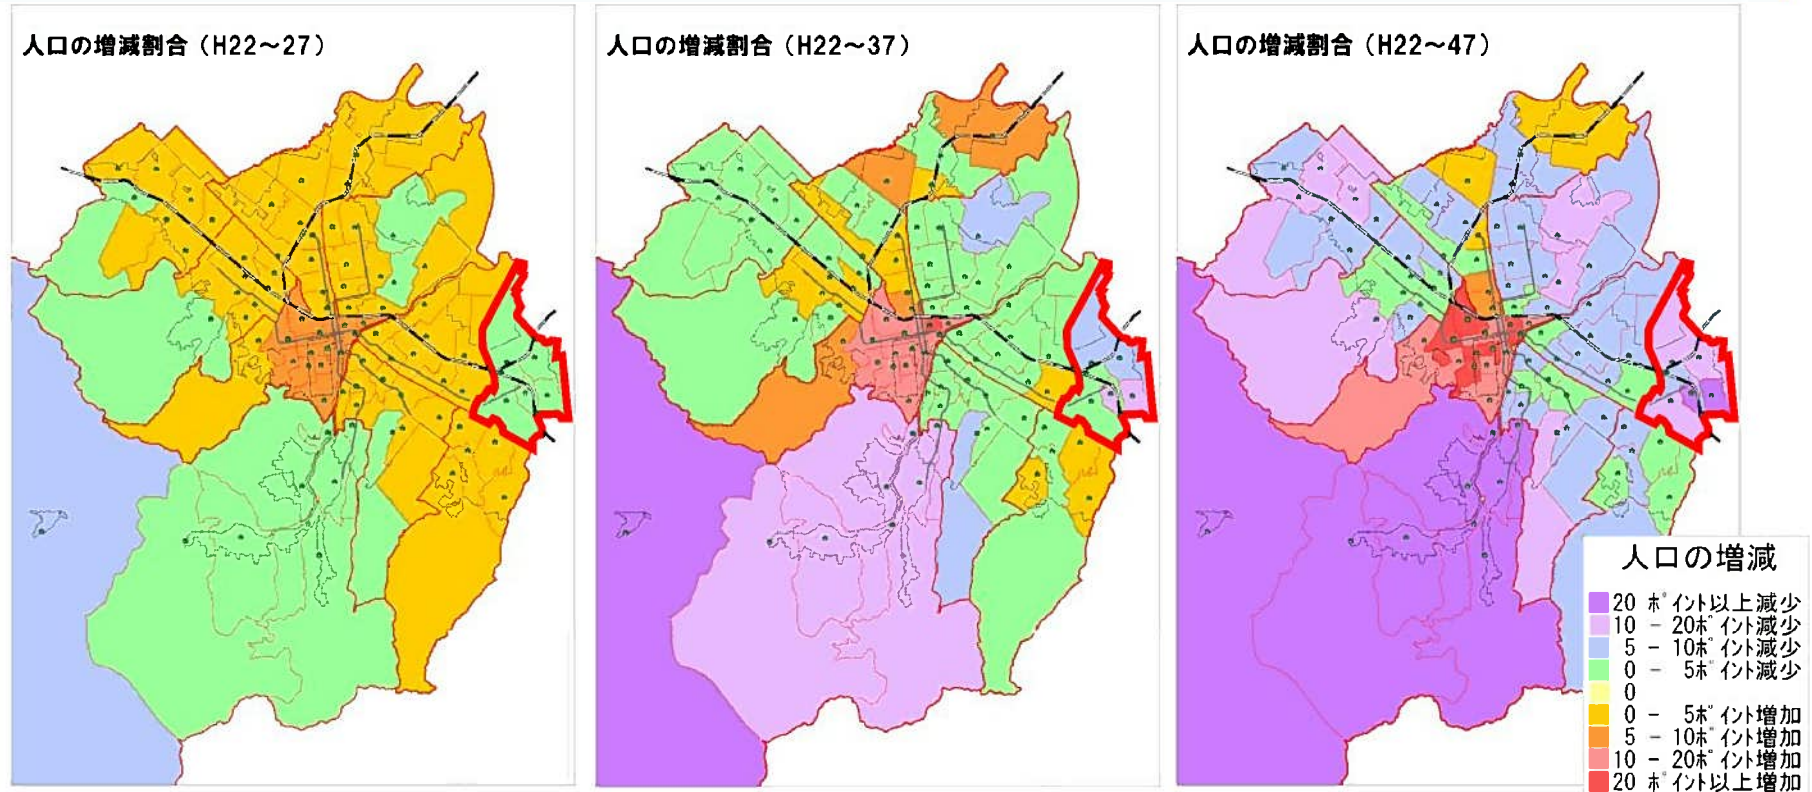 人口の増減割合（H22～27）
人口の増減割合（H22～37）
人口の増減割合（H22～47）
人口の増減
20 ﾎﾟｲﾝﾄ以上減少
10 － 20ﾎﾟｲﾝﾄ減少
5 － 10ﾎﾟｲﾝﾄ減少
0 － 5ﾎﾟｲﾝﾄ減少
0
0 － 5ﾎﾟｲﾝﾄ増加
5 － 10ﾎﾟｲﾝﾄ増加
10 － 20ﾎﾟｲﾝﾄ増加
20 ﾎﾟｲﾝﾄ以上増加